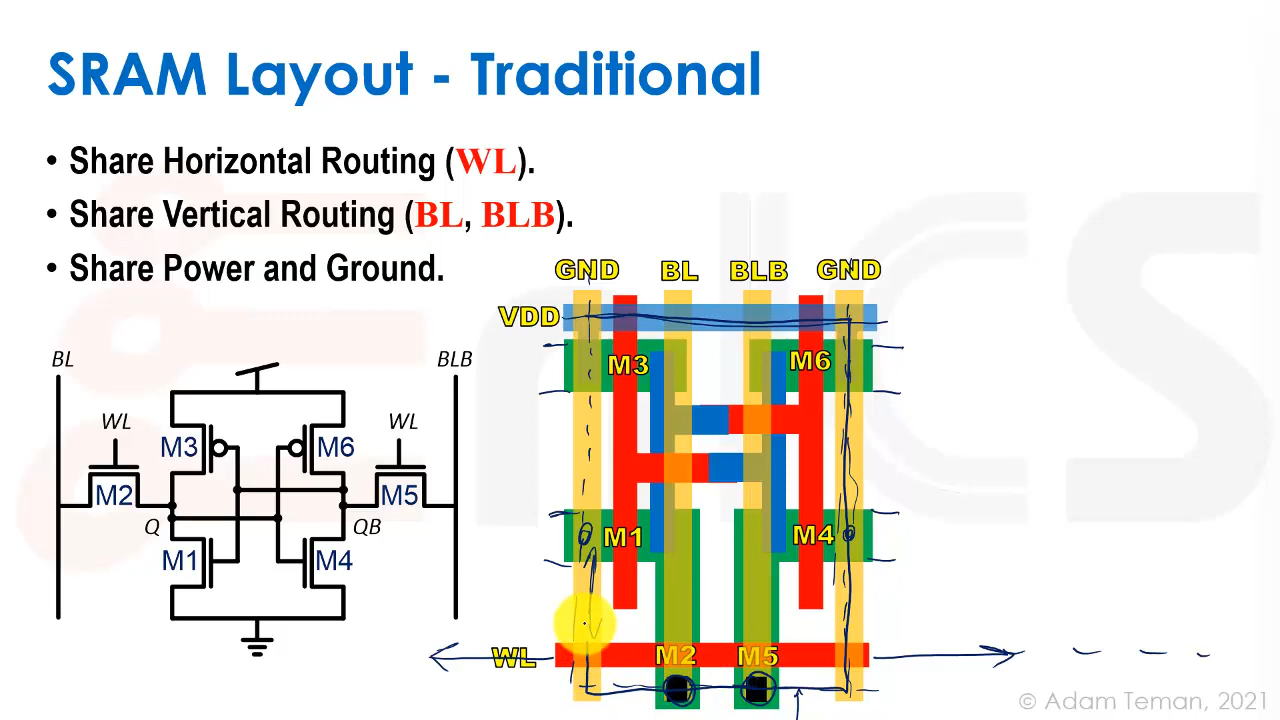 SRAM Layout - Traditional
• Share Horizontal Routing (WL).
• Share Vertical Routing (BL, BLB).
• Share Power and Ground.
GND BL BLB GND
VDD
M3 M6
M1 M4
WL M2 M5
BL BLB
WL WL
M3 M6
M2 M5
Q QB
M1 M4
© Adam Teman, 2021